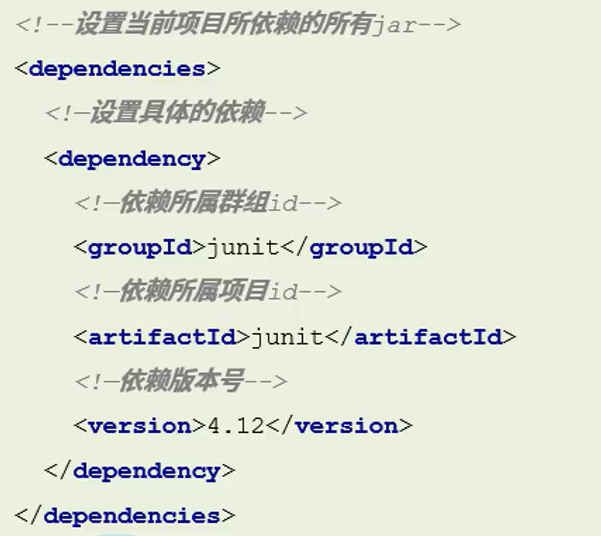 <!--设置当前项目所依赖的所有jar-->
<dependencies>
<!—设置具体的依赖-->
<dependency>
<!—依赖所属群组id-->
<groupId>junit</groupId>
<!—依赖所属项目id-->
<artifactId>junit</artifactId>
<!—依赖版本号-->
<version>4.12</version>
</dependency>
</dependencies>